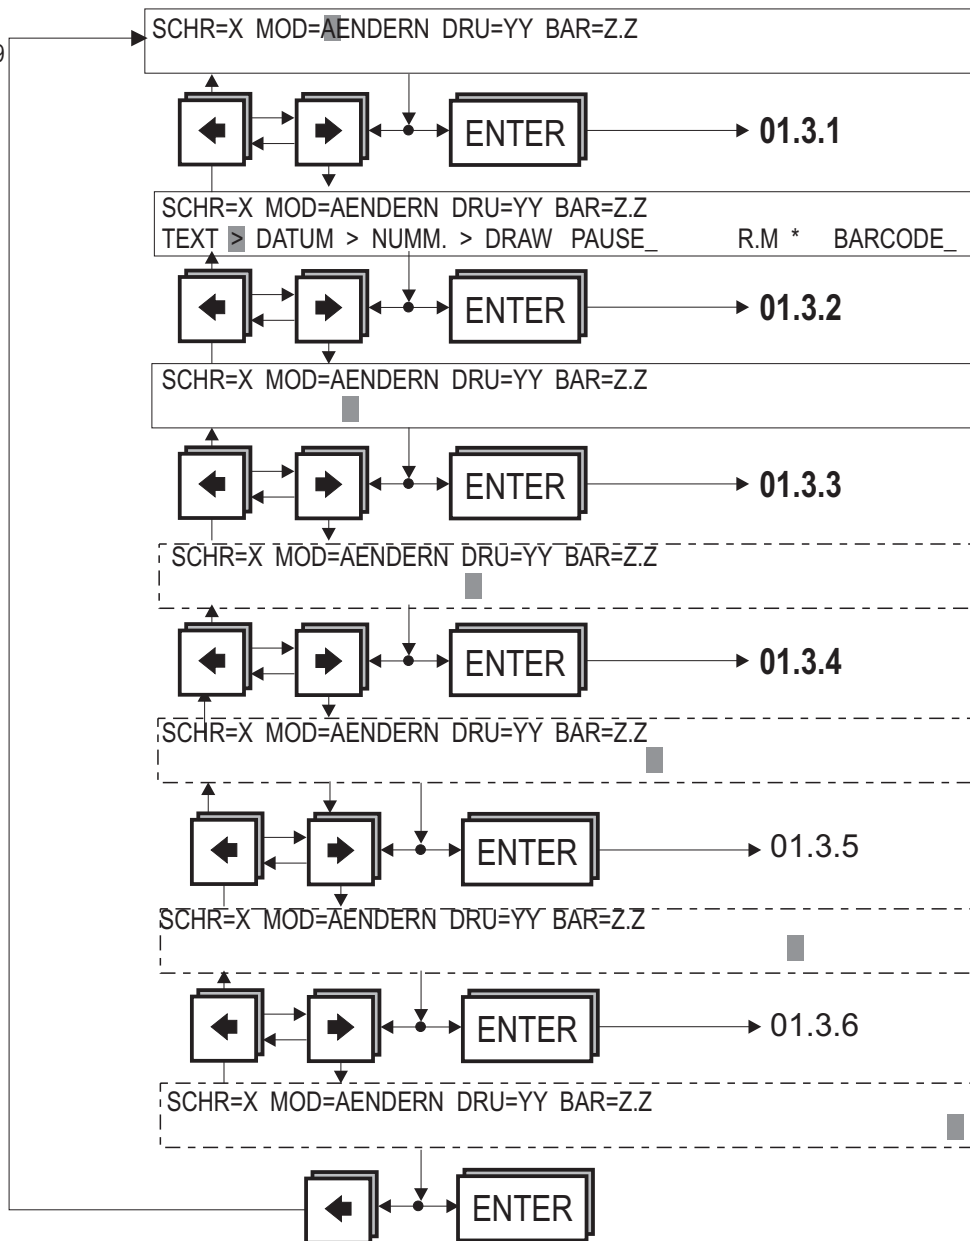 SCHR=X MOD=AENDERN DRU=YY BAR=Z.Z
9
ENTER 01.3.1
SCHR=X MOD=AENDERN DRU=YY BAR=Z.Z
TEXT > DATUM > NUMM. > DRAW PAUSE_ R.M * BARCODE_
ENTER 01.3.2
SCHR=X MOD=AENDERN DRU=YY BAR=Z.Z
ENTER 01.3.3
SCHR=X MOD=AENDERN DRU=YY BAR=Z.Z
ENTER 01.3.4
SCHR=X MOD=AENDERN DRU=YY BAR=Z.Z
ENTER 01.3.5
SCHR=X MOD=AENDERN DRU=YY BAR=Z.Z
ENTER 01.3.6
SCHR=X MOD=AENDERN DRU=YY BAR=Z.Z
ENTER